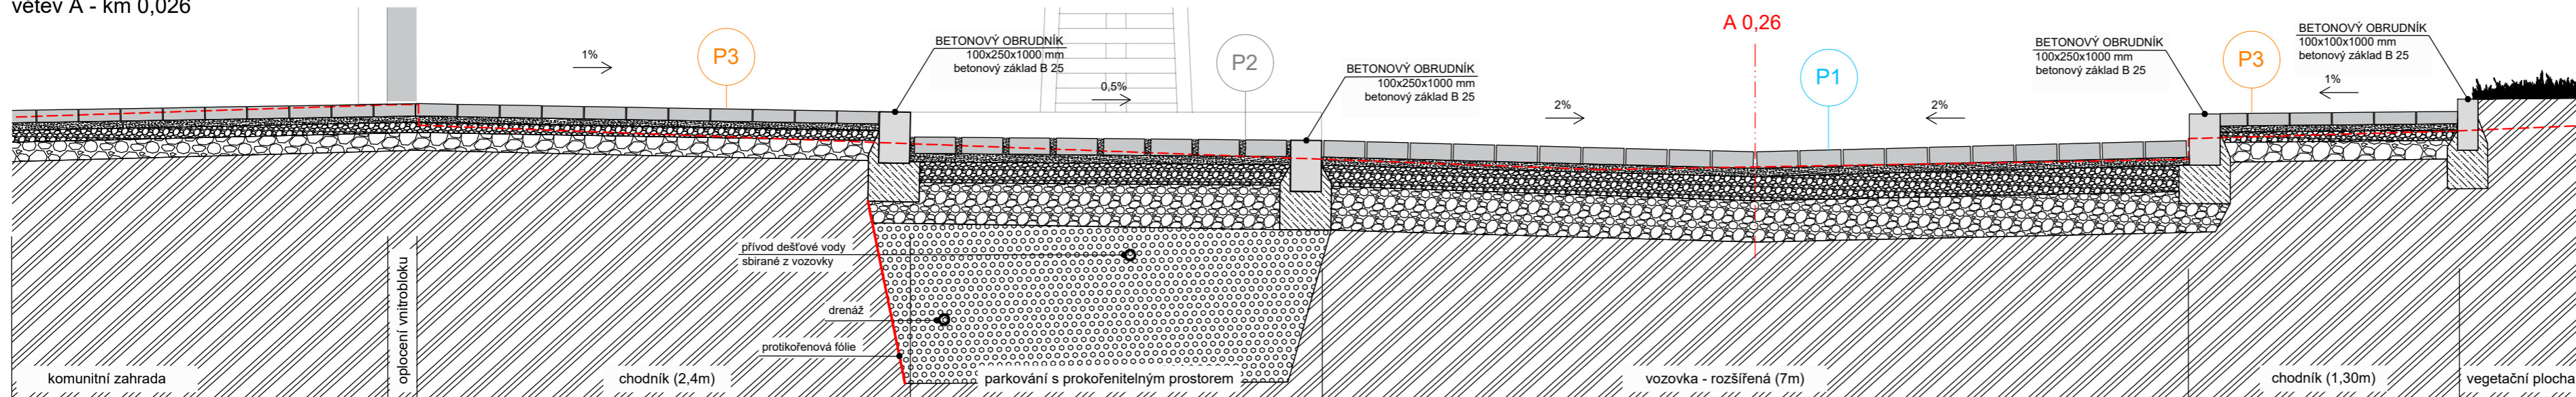 větev A - km 0,026
1%
P3
BETONOVÝ OBRUDNÍK
100x250x1000 mm
betonový základ B 25
0,5%
P2
BETONOVÝ OBRUDNÍK
100x250x1000 mm
betonový základ B 25
2%
A 0,26
P1
2%
BETONOVÝ OBRUDNÍK
100x250x1000 mm
betonový základ B 25
P3
BETONOVÝ OBRUDNÍK
100x100x1000 mm
betonový základ B 25
1%
přívod dešťové vody
sbírané z vozovky
drenáž
protikořenová fólie
komunitní zahrada
oplocení vnitrobloku
chodník (2,4m)
parkování s prokořenitelným prostorem
vozovka - rozšířená (7m)
chodník (1,30m)
vegetační plocha